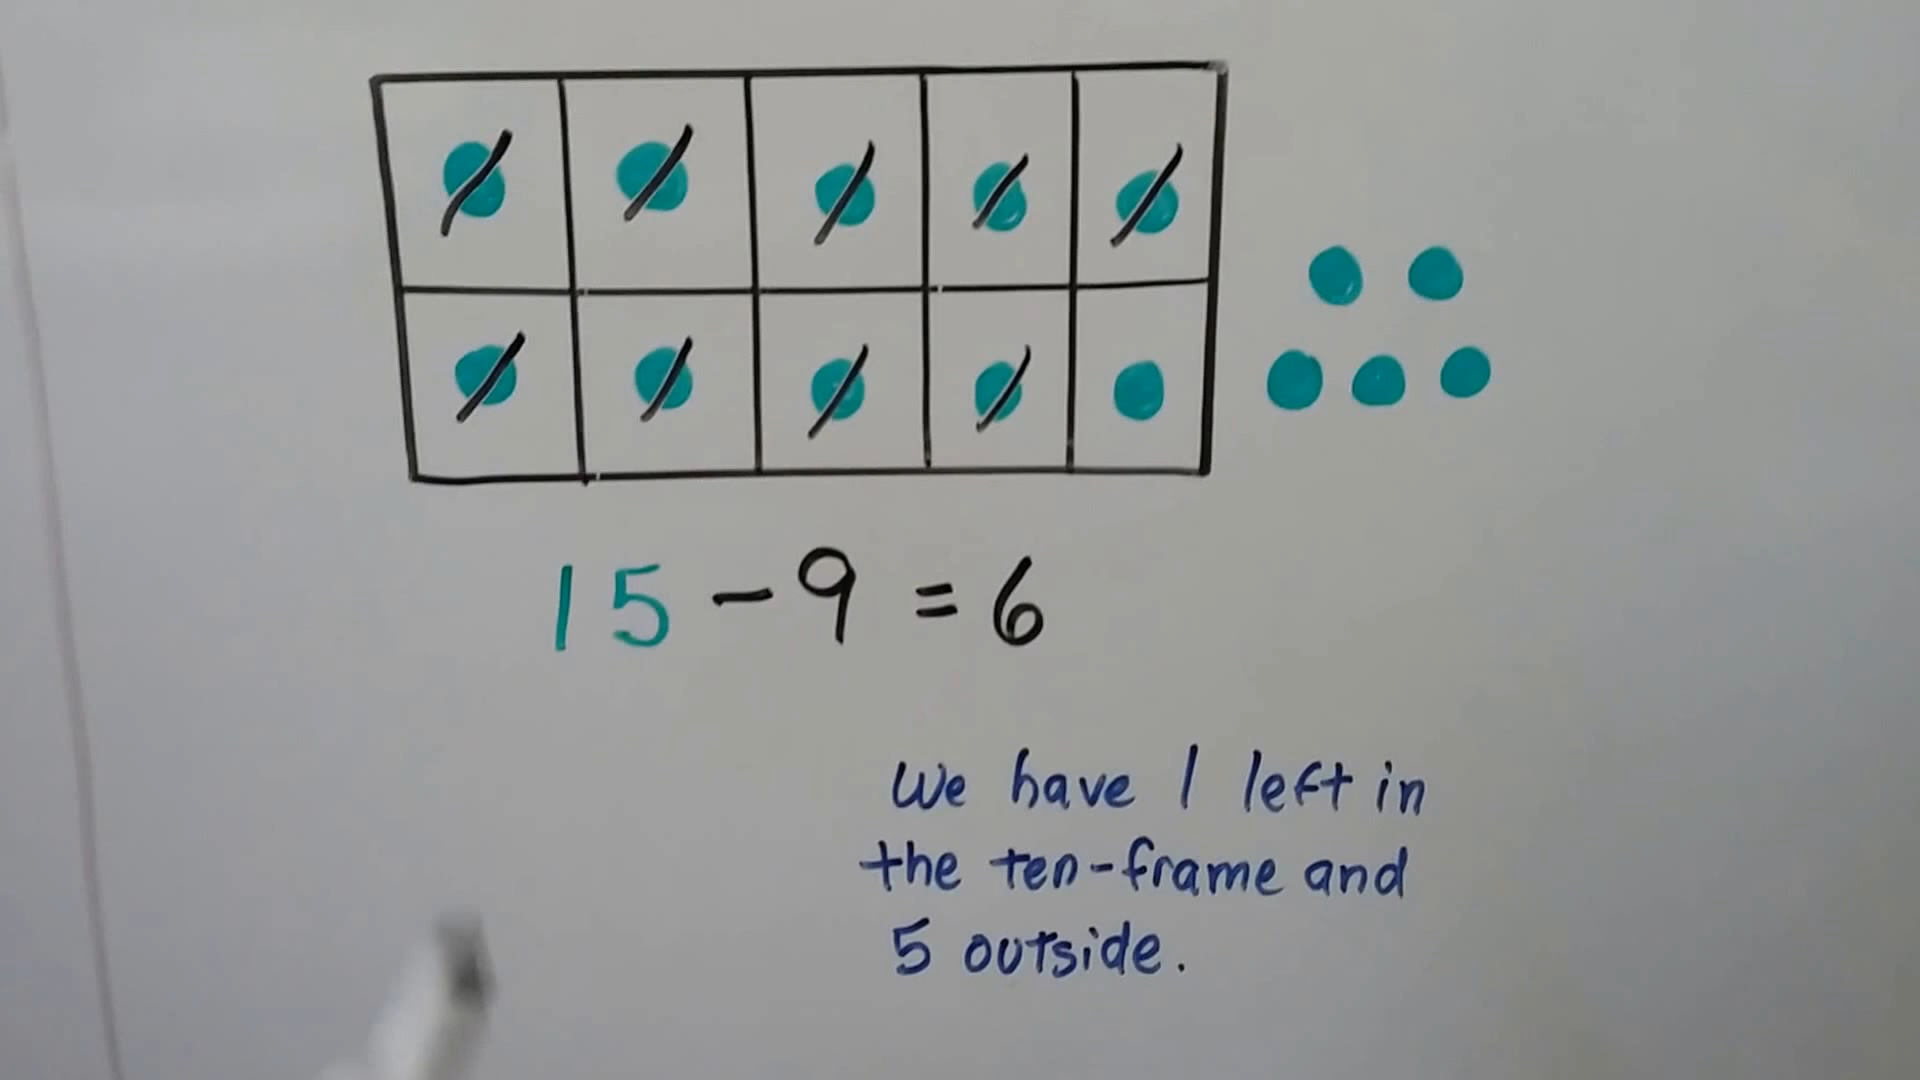 15 - 9 = 6
We have 1 left in
the ten-frame and
5 outside.